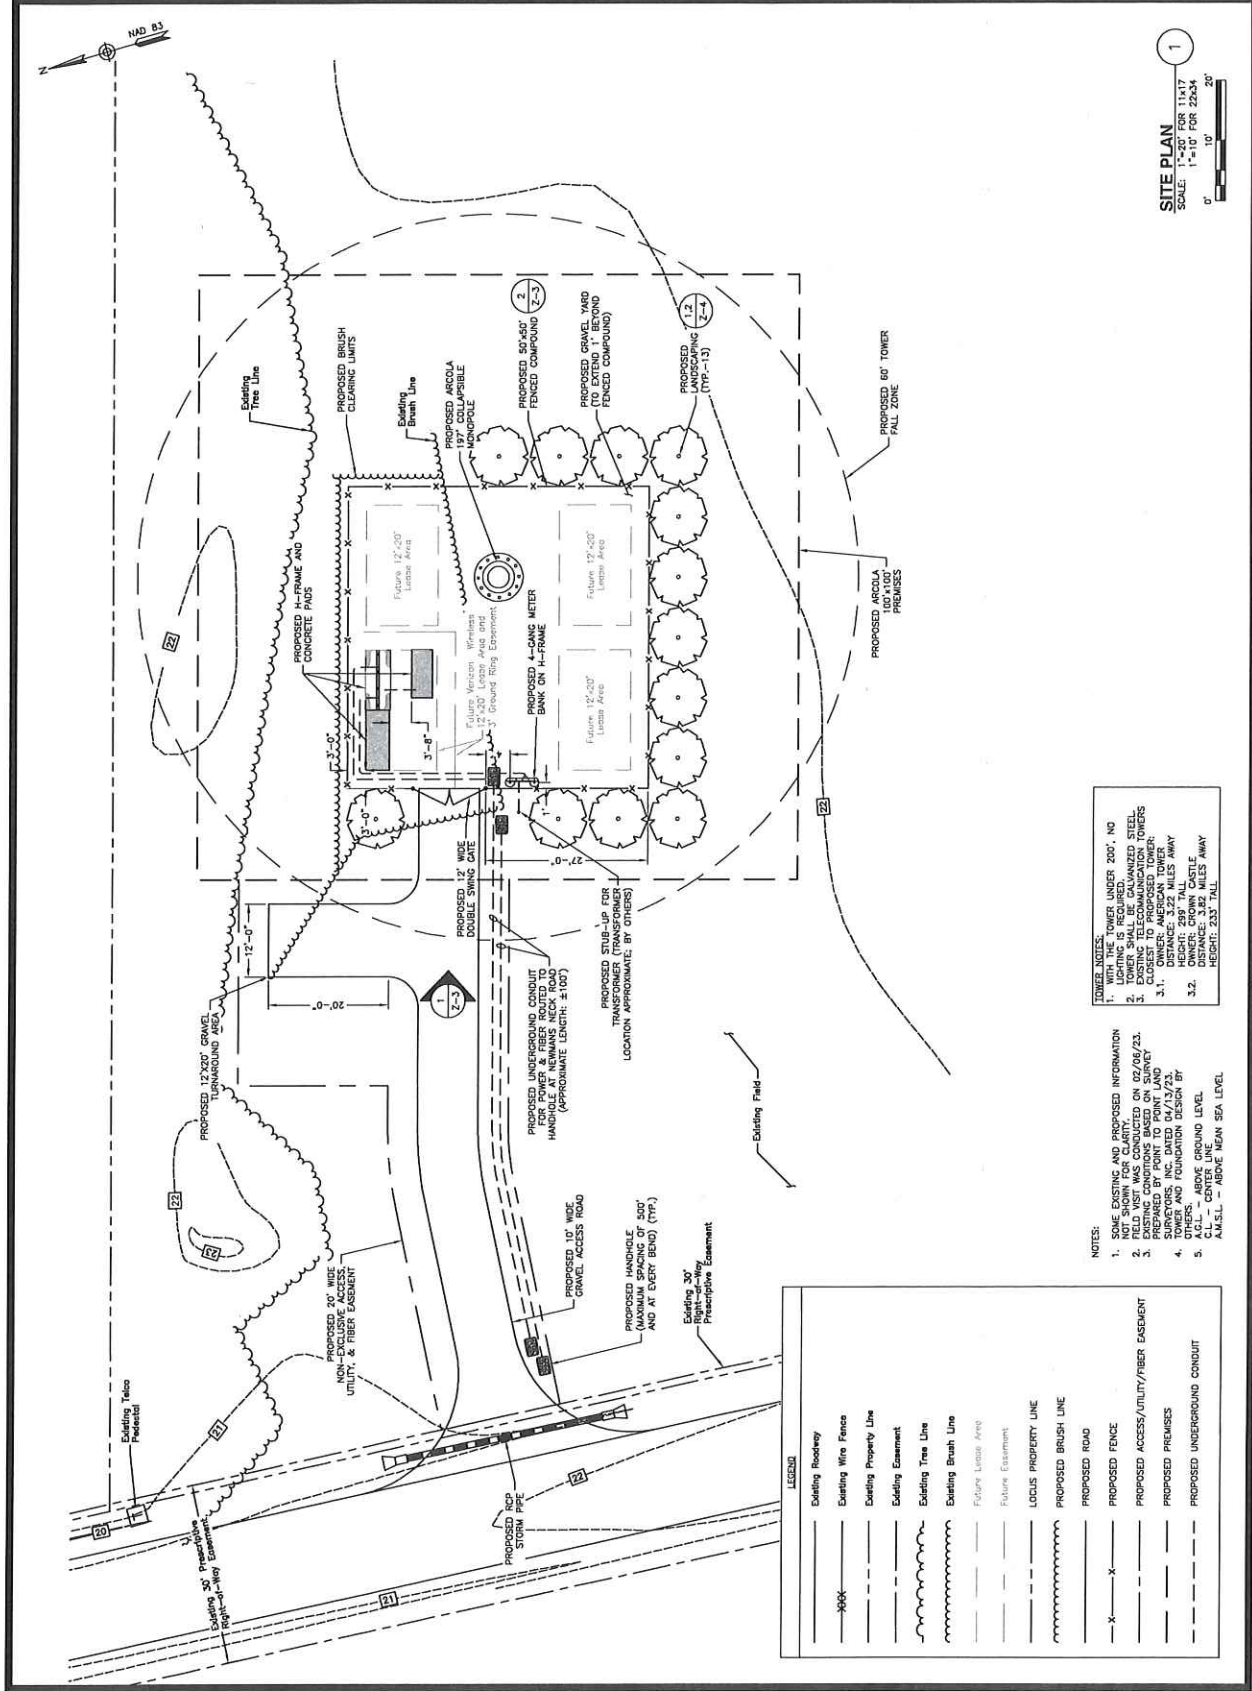 NAD 83
N
Existing
Tree Line
PROPOSED BRUSH
CLEARING LIMITS
Existing
Brush Line
PROPOSED ARCOLA
197' COLLAPSIBLE
MONOPOLE
2
Z-3
PROPOSED 50'x50'
FENCED COMPOUND
PROPOSED GRAVEL YARD
(TO EXTEND 1' BEYOND
FENCED COMPOUND)
1,2
Z-4
PROPOSED
LANDSCAPING
(TYP.-13)
PROPOSED 60' TOWER
FALL ZONE
PROPOSED ARCOLA
100'x100'
PREMISES
22
PROPOSED H-FRAME AND
CONCRETE PADS
Future 12'x20'
Lease Area
Future Verizon Wireless
12'x20' Lease Area and
3' Ground Ring Easement
Future 12'x20'
Lease Area
Future 12'x20'
Lease Area
PROPOSED 4-GANG METER
BANK ON H-FRAME
3'-0"
3'-8"
3'-0"
1'
27'-0"
PROPOSED 12' WIDE
DOUBLE SWING GATE
12'-0"
20'-0"
1
Z-3
PROPOSED 12'X20' GRAVEL
TURNAROUND AREA
PROPOSED UNDERGROUND CONDUIT
FOR POWER & FIBER ROUTED TO
HANDHOLE AT NEWMANS NECK ROAD
(APPROXIMATE LENGTH: ±100')
PROPOSED STUB-UP FOR
TRANSFORMER (TRANSFORMER
LOCATION APPROXIMATE; BY OTHERS)
22
22
23
Existing Field
PROPOSED 20' WIDE
NON-EXCLUSIVE ACCESS,
UTILITY, & FIBER EASEMENT
PROPOSED 10' WIDE
GRAVEL ACCESS ROAD
PROPOSED HANDHOLE
(MAXIMUM SPACING OF 500'
AND AT EVERY BEND) (TYP.)
Existing 30'
Right-of-Way
Prescriptive Easement
Existing Telco
Pedestal
T
21
20
22
21
PROPOSED RCP
STORM PIPE
Existing 30' Prescriptive
Right-of-Way Easement
LEGEND
Existing Roadway
Existing Wire Fence
Existing Property Line
Existing Easement
Existing Tree Line
Existing Brush Line
Future Lease Area
Future Easement
LOCUS PROPERTY LINE
PROPOSED BRUSH LINE
PROPOSED ROAD
PROPOSED FENCE
PROPOSED ACCESS/UTILITY/FIBER EASEMENT
PROPOSED PREMISES
PROPOSED UNDERGROUND CONDUIT
NOTES:
1. SOME EXISTING AND PROPOSED INFORMATION
NOT SHOWN FOR CLARITY.
2. FIELD VISIT WAS CONDUCTED ON 02/06/23.
3. EXISTING CONDITIONS BASED ON SURVEY
PREPARED BY POINT TO POINT LAND
SURVEYORS, INC. DATED 04/13/23.
4. TOWER AND FOUNDATION DESIGN BY
OTHERS.
5. A.G.L. - ABOVE GROUND LEVEL
C.L. - CENTER LINE
A.M.S.L. - ABOVE MEAN SEA LEVEL
TOWER NOTES:
1. WITH THE TOWER UNDER 200', NO
LIGHTING IS REQUIRED.
2. TOWER SHALL BE GALVANIZED STEEL.
3. EXISTING TELECOMMUNICATION TOWERS
CLOSEST TO PROPOSED TOWER:
3.1. OWNER: AMERICAN TOWER
DISTANCE: 3.22 MILES AWAY
HEIGHT: 299' TALL
3.2. OWNER: CROWN CASTLE
DISTANCE: 3.82 MILES AWAY
HEIGHT: 233' TALL
SITE PLAN
1
SCALE: 1"=20' FOR 11x17
1"=10' FOR 22x34
0' 10' 20'